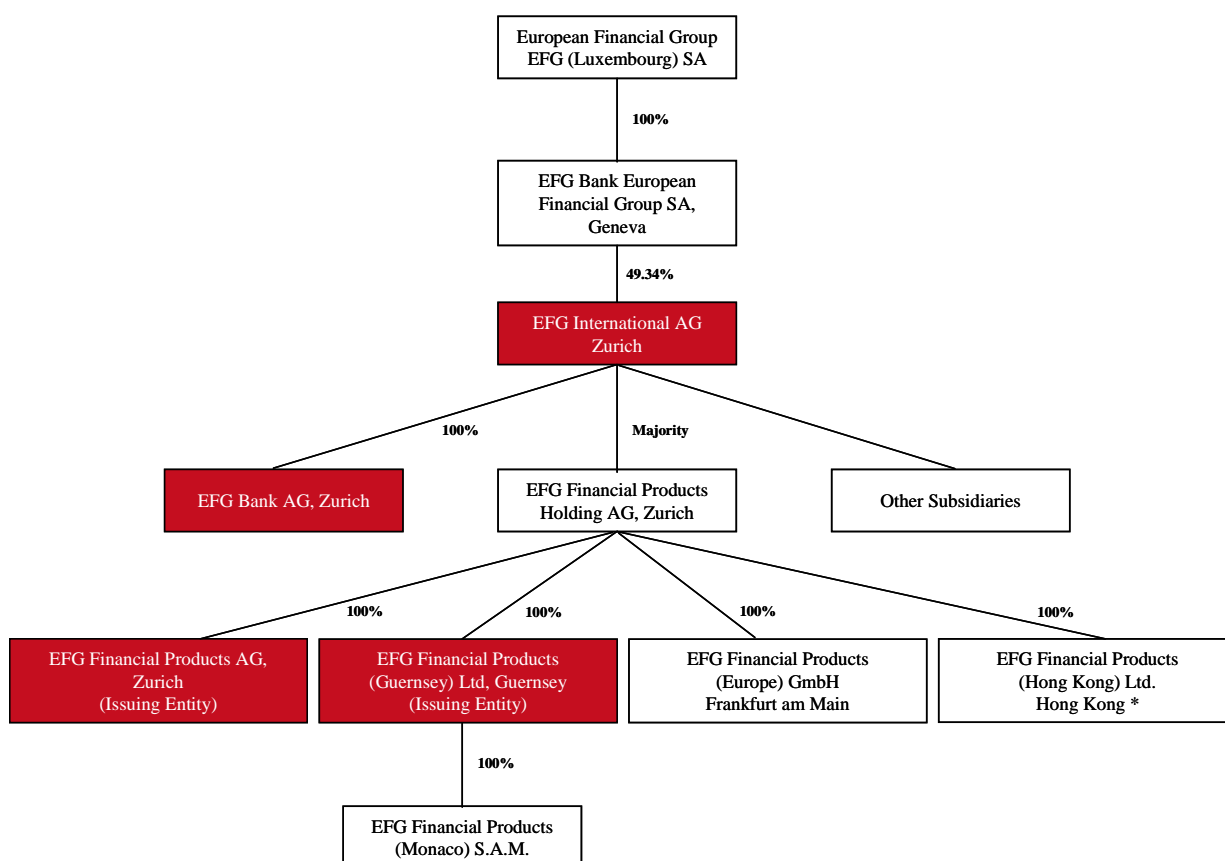 European Financial Group
EFG (Luxembourg) SA
100%
EFG Bank European
Financial Group SA,
Geneva
49.34%
EFG International AG
Zurich
100%
Majority
EFG Bank AG, Zurich
EFG Financial Products
Holding AG, Zurich
Other Subsidiaries
100%
100%
100%
100%
EFG Financial Products AG,
Zurich
(Issuing Entity)
EFG Financial Products
(Guernsey) Ltd, Guernsey
(Issuing Entity)
EFG Financial Products
(Europe) GmbH
Frankfurt am Main
EFG Financial Products
(Hong Kong) Ltd.
Hong Kong *
100%
EFG Financial Products
(Monaco) S.A.M.